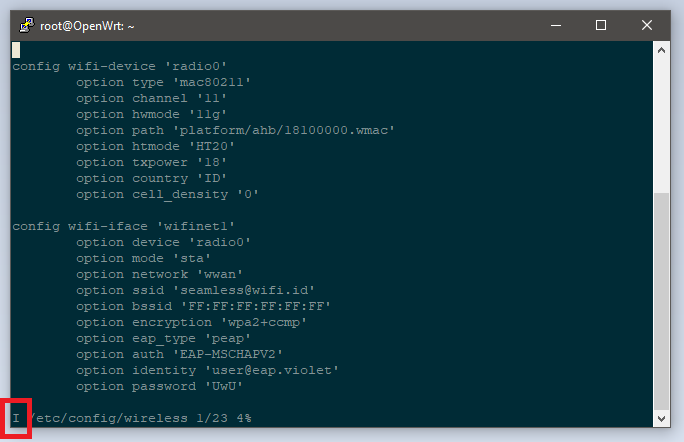 root@OpenWrt: ~
config wifi-device 'radio0'
        option type 'mac80211'
        option channel '11'
        option hwmode '11g'
        option path 'platform/ahb/18100000.wmac'
        option htmode 'HT20'
        option txpower '18'
        option country 'ID'
        option cell_density '0'
config wifi-iface 'wifinet1'
        option device 'radio0'
        option mode 'sta'
        option network 'wwan'
        option ssid 'seamless@wifi.id'
        option bssid 'FF:FF:FF:FF:FF:FF'
        option encryption 'wpa2+ccmp'
        option eap_type 'peap'
        option auth 'EAP-MSCHAPV2'
        option identity 'user@eap.violet'
        option password 'UwU'
I /etc/config/wireless 1/23 4%